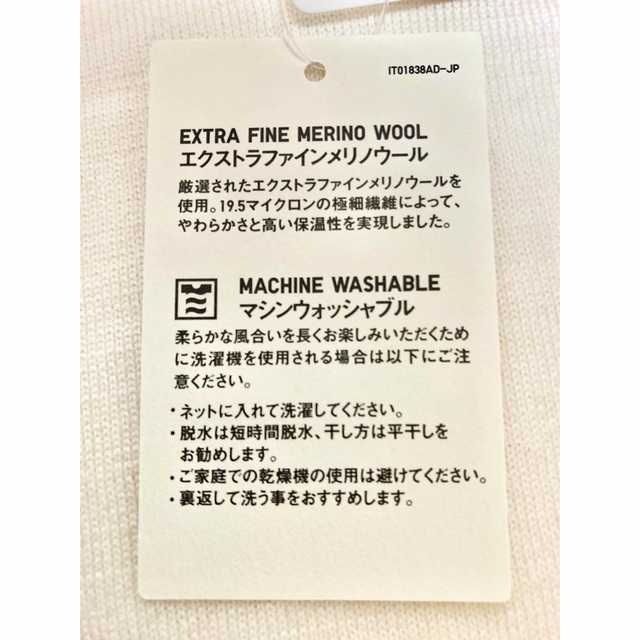 IT01838AD-JP
EXTRA FINE MERINO WOOL
エクストラファインメリノウール
厳選されたエクストラファインメリノウールを
使用。19.5マイクロンの極細繊維によって、
やわらかさと高い保温性を実現しました。
MACHINE WASHABLE
マシンウォッシャブル
柔らかな風合いを長くお楽しみいただくため
に洗濯機を使用される場合は以下にご注
意ください。
・ネットに入れて洗濯してください。
・脱水は短時間脱水、干し方は平干しを
お勧めします。
・ご家庭での乾燥機の使用は避けてください。
・裏返して洗う事をおすすめします。